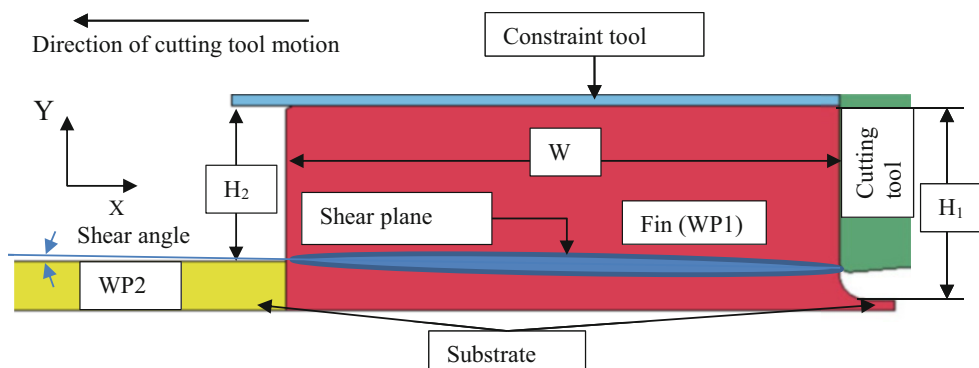 Direction of cutting tool motion
Constraint tool
Y
X
H₂
W
Cutting
tool
H₁
Shear plane
Fin (WP1)
Shear angle
WP2
Substrate